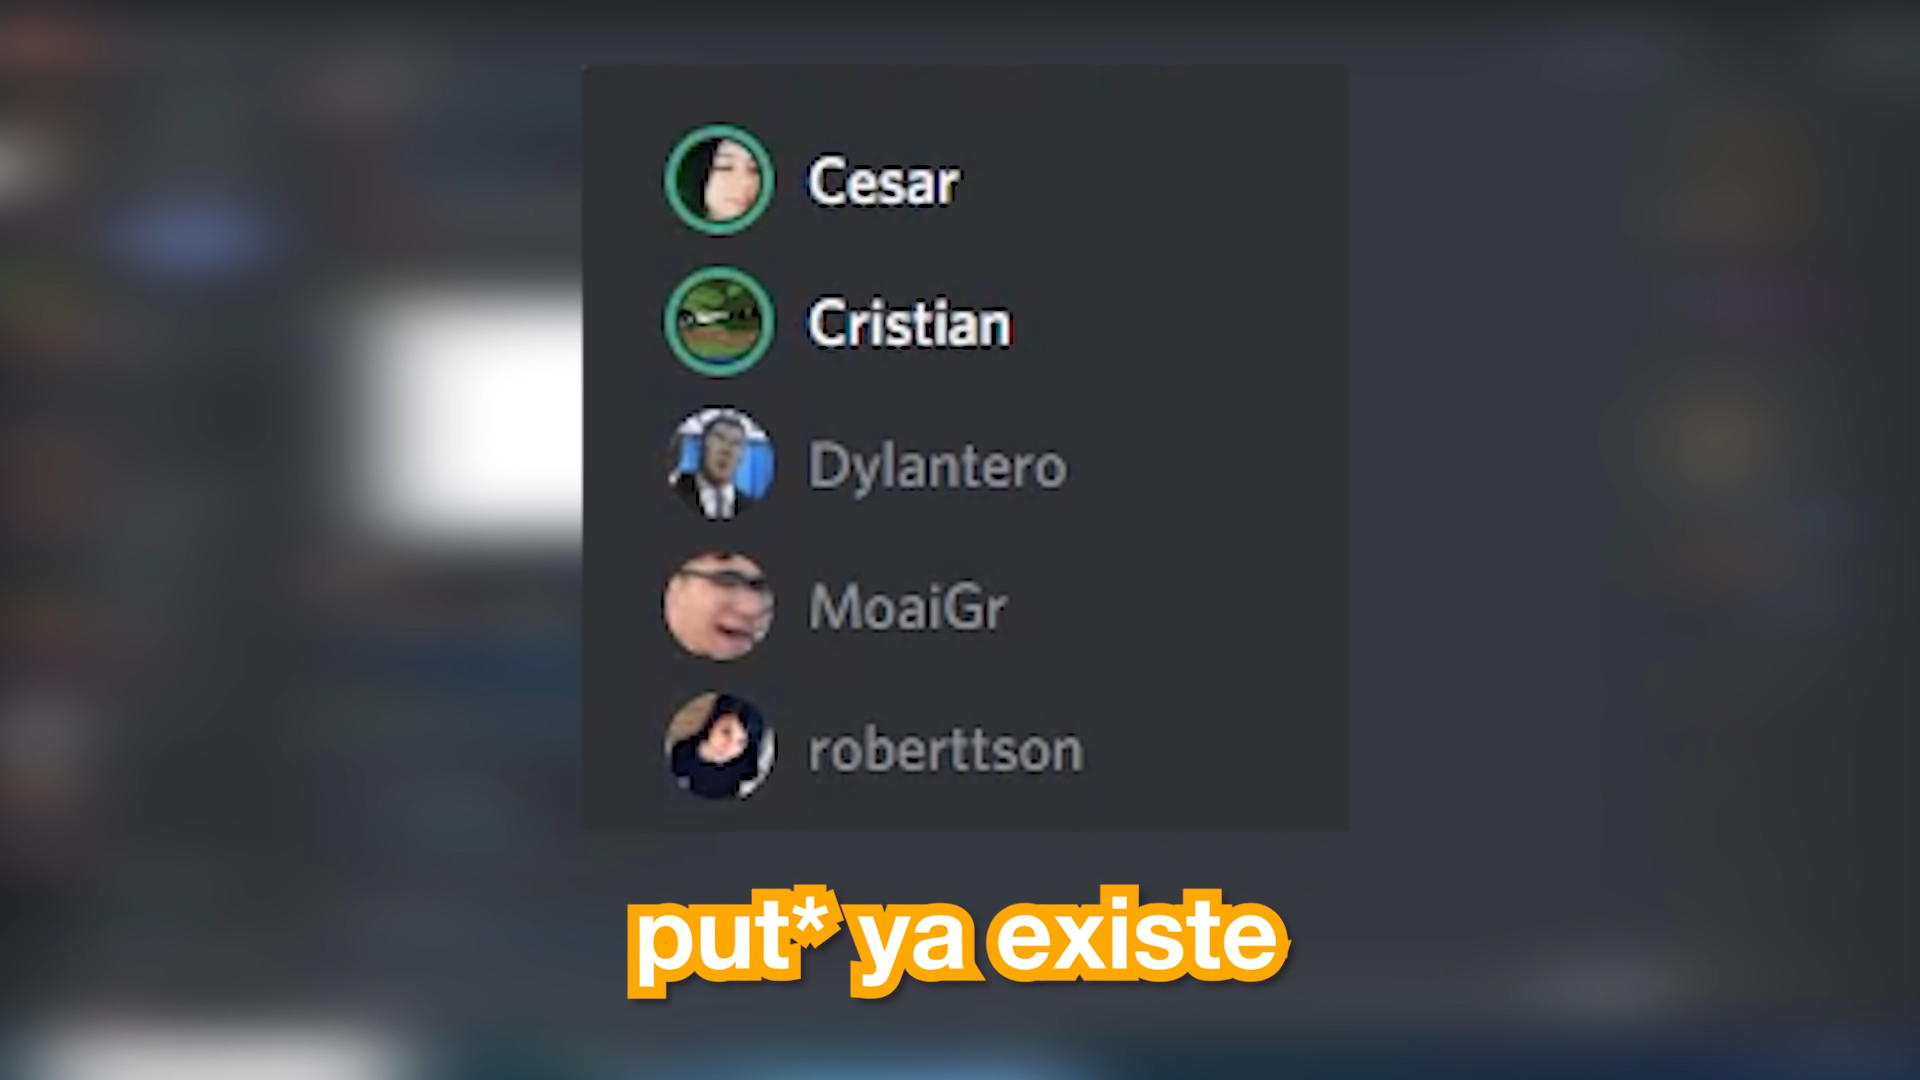 Cesar
Cristian
Dylantero
MoaiGr
roberttson
put* ya existe